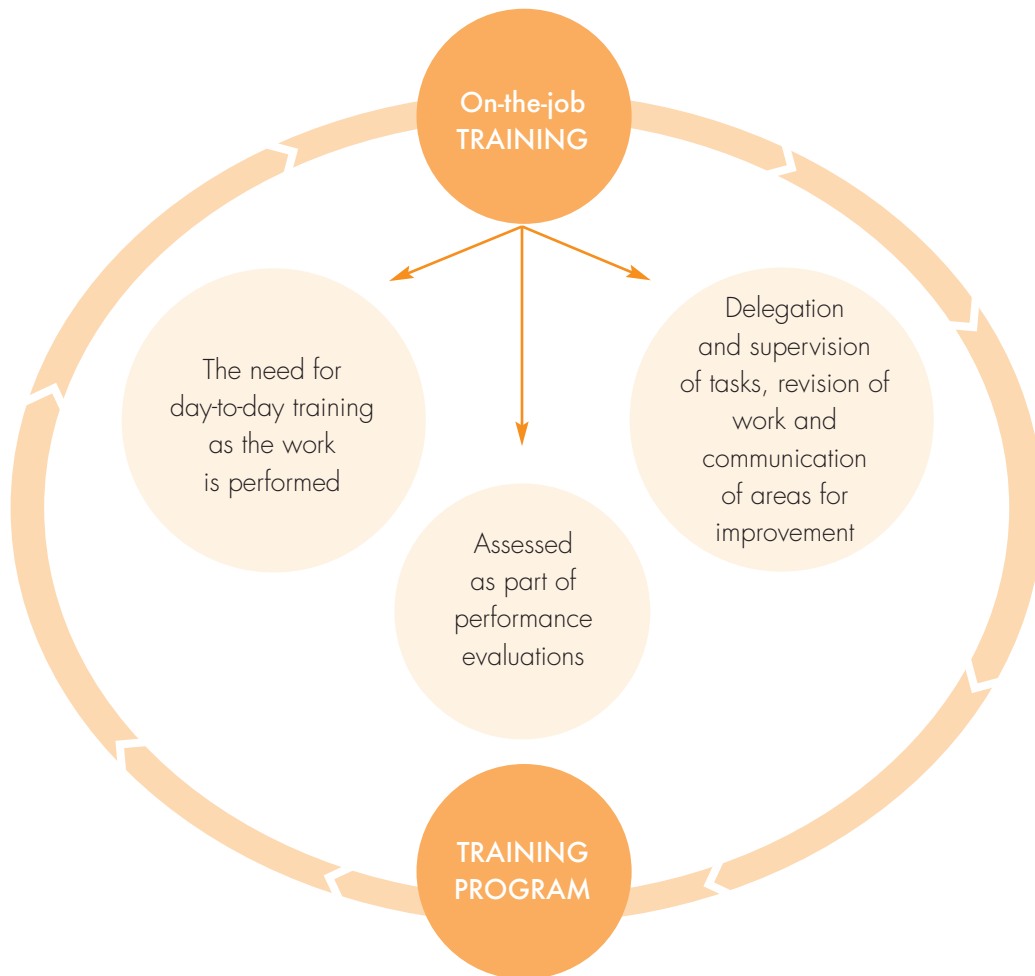 On-the-job
TRAINING
The need for
day-to-day training
as the work
is performed
Delegation
and supervision
of tasks, revision of
work and
communication
of areas for
improvement
Assessed
as part of
performance
evaluations
TRAINING
PROGRAM